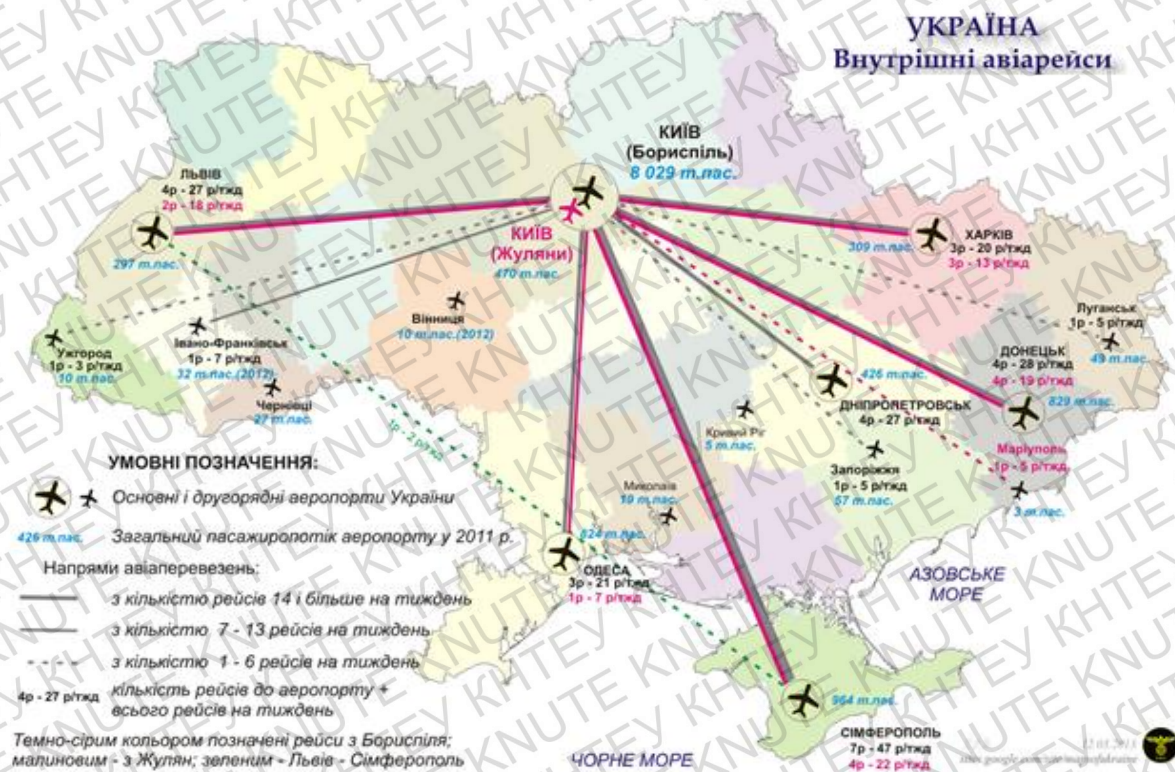 УКРАЇНА
Внутрішні авіарейси
КИЇВ
(Бориспіль)
8 029 т.пас.
КИЇВ
(Жуляни)
470 т.пас.
ЛЬВІВ
4р - 27 р/тжд
2р - 18 р/тжд
297 т.пас.
ХАРКІВ
3р - 20 р/тжд
3р - 13 р/тжд
309 т.пас.
Луганськ
1р - 5 р/тжд
49 т.пас.
Вінниця
10 т.пас.(2012)
Івано-Франківськ
1р - 7 р/тжд
32 т.пас.(2012)
Ужгород
1р - 3 р/тжд
10 т.пас.
Чернівці
27 т.пас.
ДОНЕЦЬК
4р - 28 р/тжд
4р - 19 р/тжд
829 т.пас.
426 т.пас.
ДНІПРОПЕТРОВСЬК
4р - 27 р/тжд
Кривий Ріг
5 т.пас.
Запоріжжя
1р - 5 р/тжд
57 т.пас.
Маріуполь
1р - 5 р/тжд
3 т.пас.
1р - 2 р/тжд
Миколаїв
19 т.пас.
824 т.пас.
ОДЕСА
3р - 21 р/тжд
1р - 7 р/тжд
АЗОВСЬКЕ
МОРЕ
964 т.пас.
СІМФЕРОПОЛЬ
7р - 47 р/тжд
4р - 22 р/тжд
ЧОРНЕ МОРЕ
УМОВНІ ПОЗНАЧЕННЯ:
Основні і другорядні аеропорти України
426 т.пас. Загальний пасажиропотік аеропорту у 2011 р.
Напрями авіаперевезень:
з кількістю рейсів 14 і більше на тиждень
з кількістю 7 - 13 рейсів на тиждень
з кількістю 1 - 6 рейсів на тиждень
4р - 27 р/тжд кількість рейсів до аеропорту +
всього рейсів на тиждень
Темно-сірим кольором позначені рейси з Бориспіля;
малиновим - з Жулян; зеленим - Львів - Сімферополь
KNUTE КНТЕУ